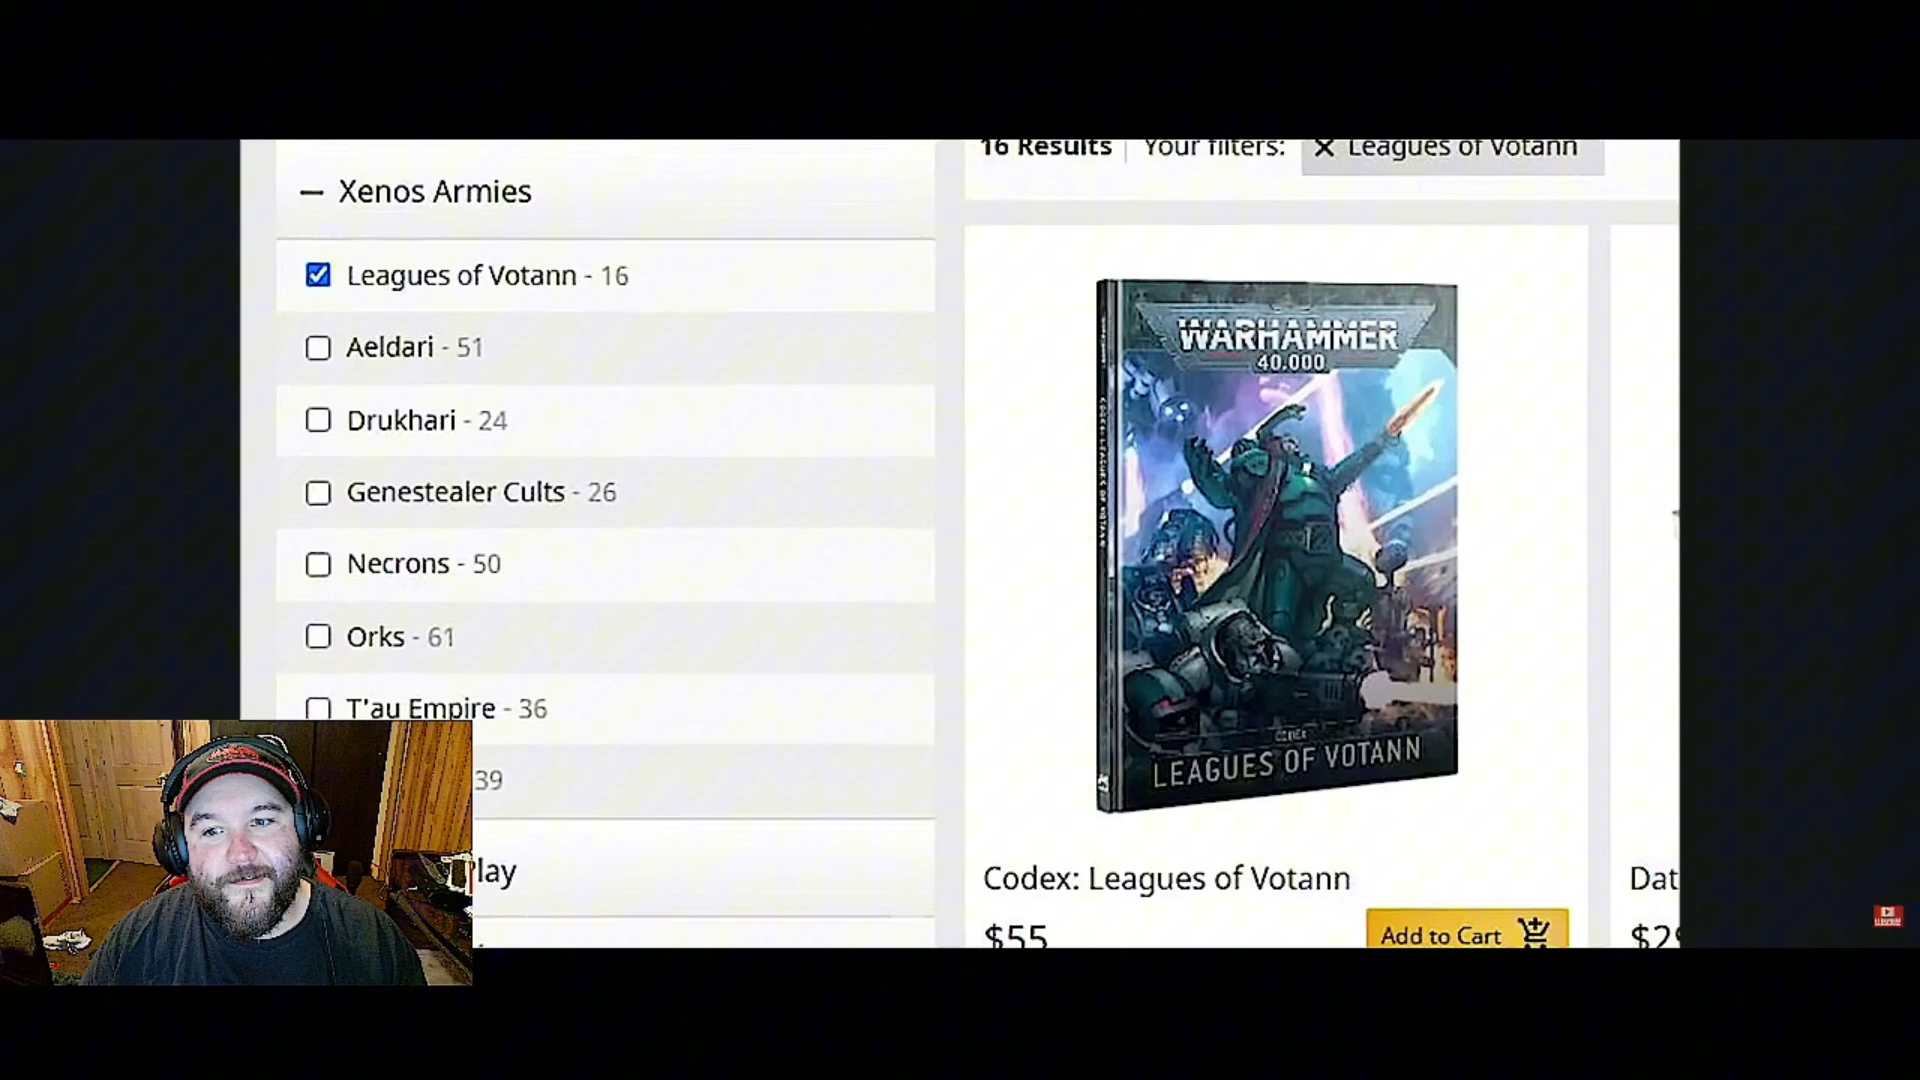 16 Results
Your filters:
× Leagues of Votann
— Xenos Armies
Leagues of Votann - 16
Aeldari - 51
Drukhari - 24
Genestealer Cults - 26
Necrons - 50
Orks - 61
T'au Empire - 36
39
lay
WARHAMMER
40,000
CODEX
LEAGUES OF VOTANN
Codex: Leagues of Votann
$55
Add to Cart
Dat